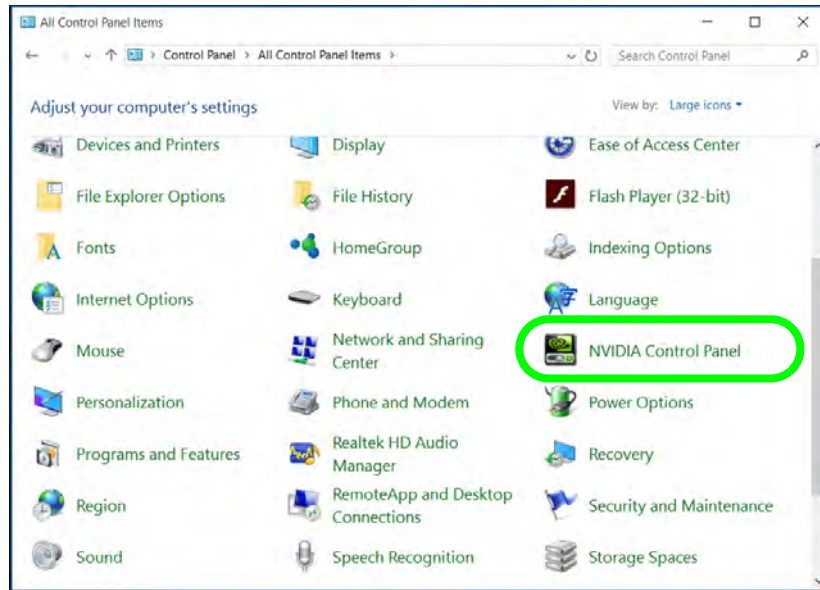 All Control Panel Items
Control Panel > All Control Panel Items >
Search Control Panel
Adjust your computer's settings
View by: Large icons
Devices and Printers
Display
Ease of Access Center
File Explorer Options
File History
Flash Player (32-bit)
Fonts
HomeGroup
Indexing Options
Internet Options
Keyboard
Language
Mouse
Network and Sharing
Center
NVIDIA Control Panel
Personalization
Phone and Modem
Power Options
Programs and Features
Realtek HD Audio
Manager
Recovery
Region
RemoteApp and Desktop
Connections
Security and Maintenance
Sound
Speech Recognition
Storage Spaces